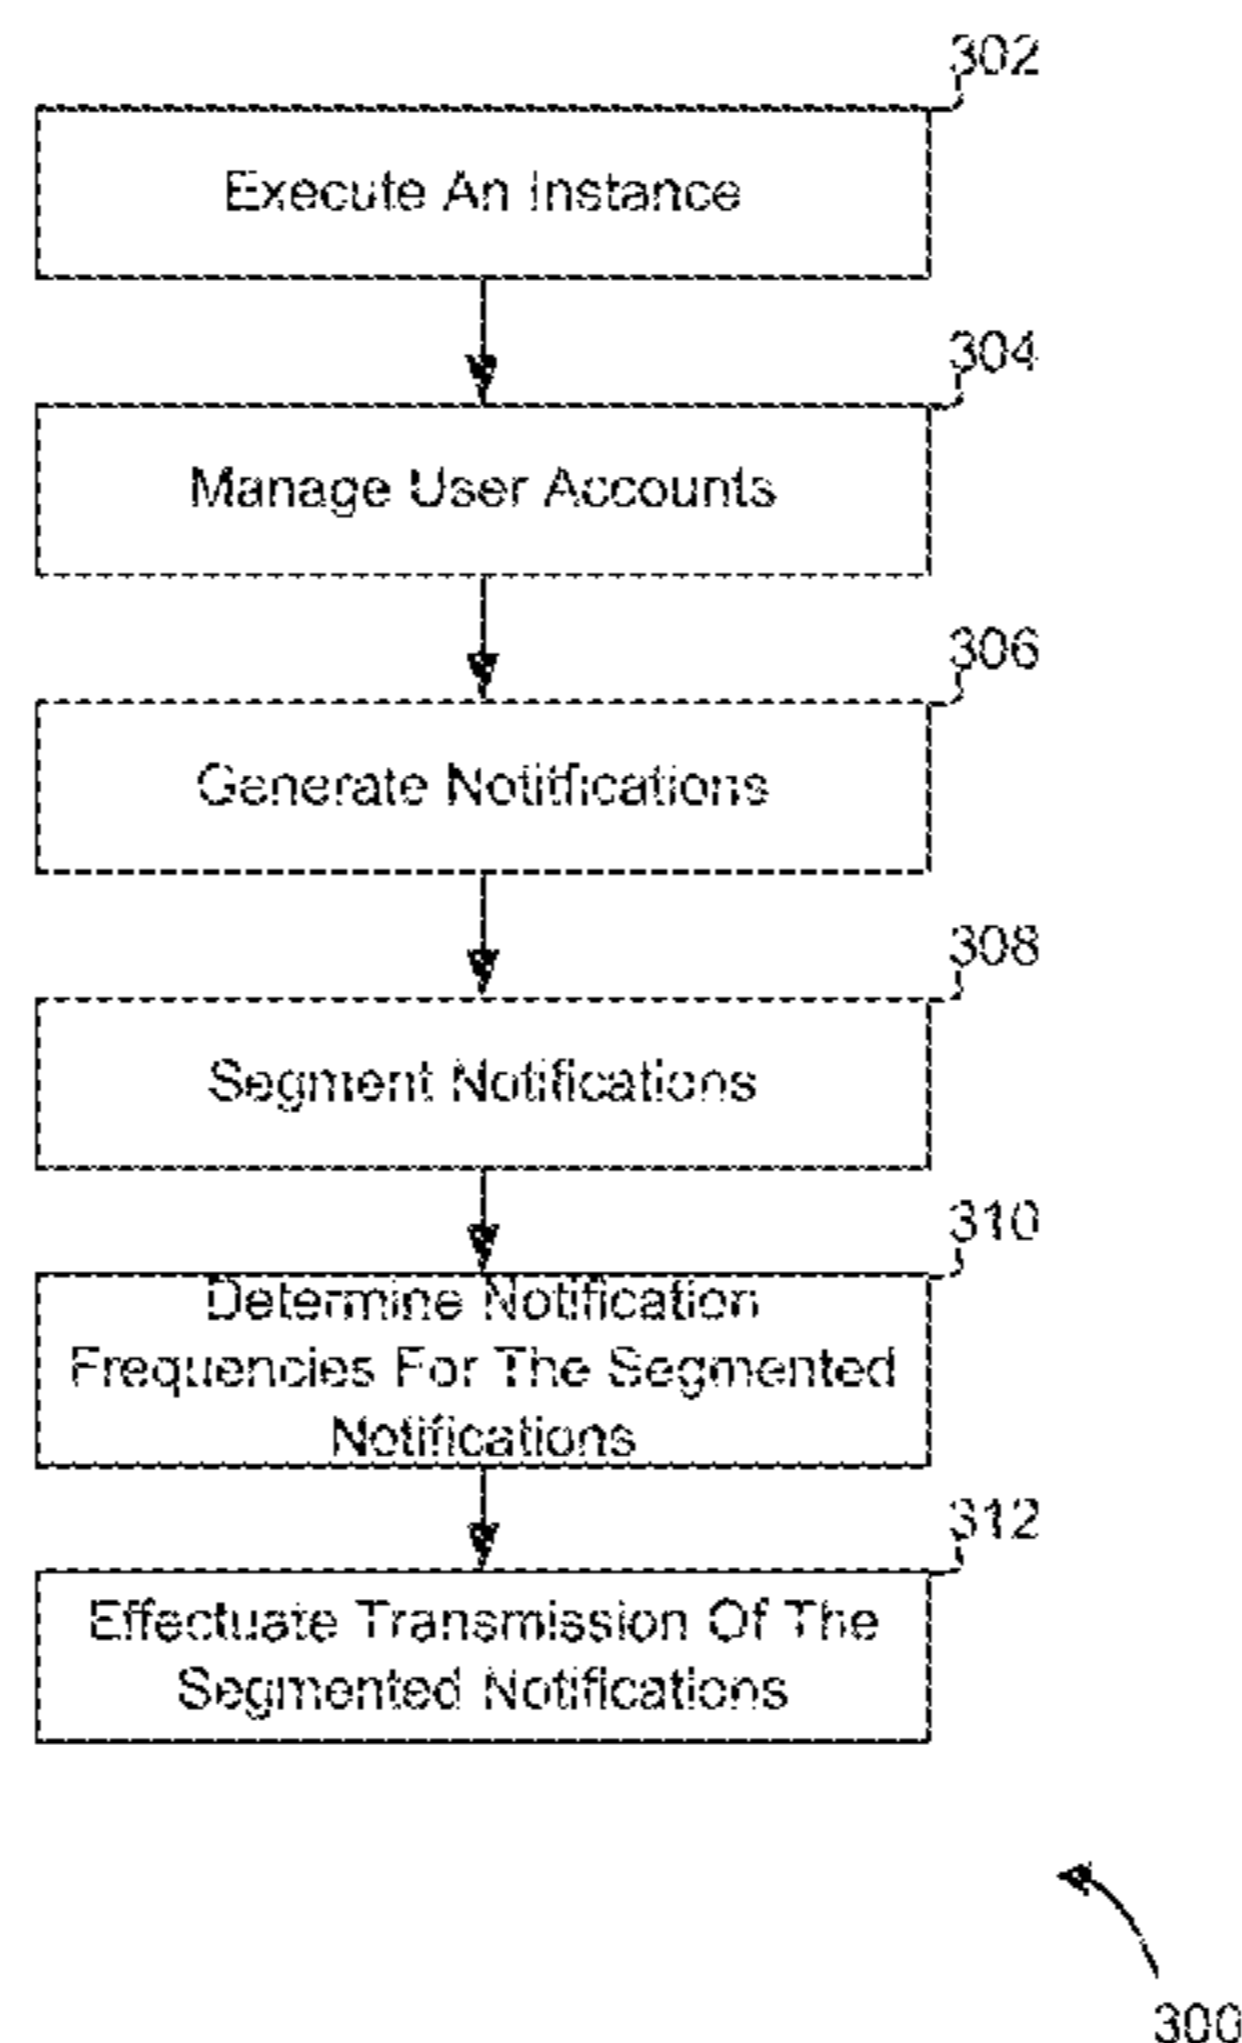 302
Execute An Instance
304
Manage User Accounts
306
Generate Notitfications
308
Segment Notifications
310
Determine Notification
Frequencies For The Segmented
Notifications
312
Effectuate Transmission Of The
Segmented Notifications
300